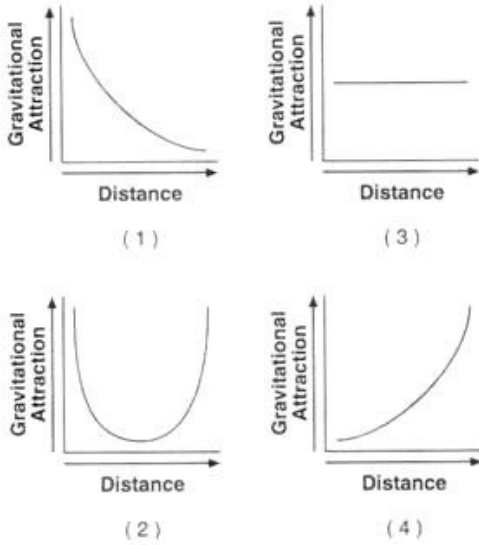 Gravitational
Attraction
Distance
(1)
Gravitational
Attraction
Distance
(3)
Gravitational
Attraction
Distance
(2)
Gravitational
Attraction
Distance
(4)